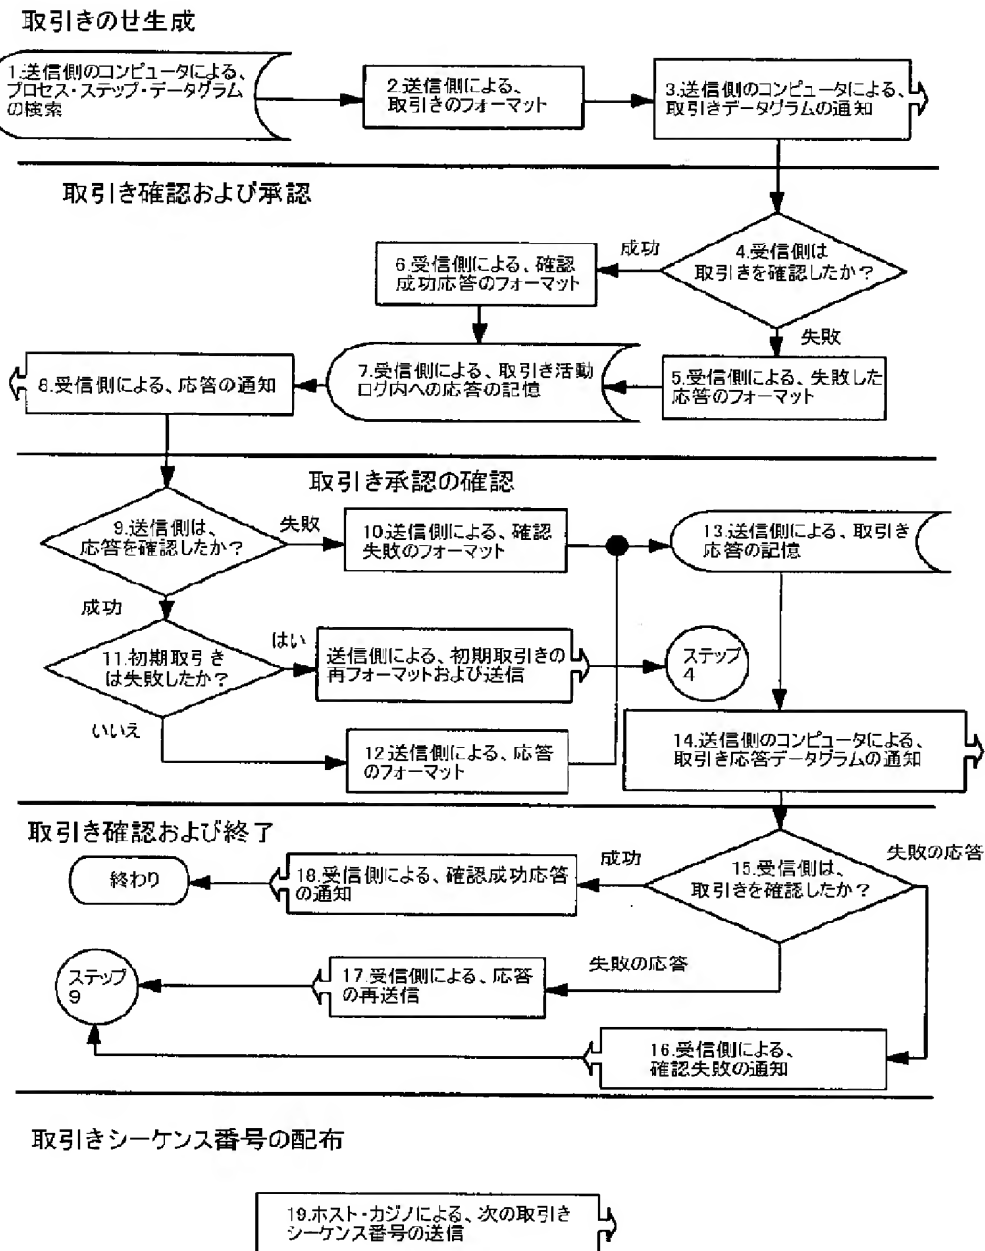 取引きのせ生成
1.送信側のコンピュータによる、
プロセス・ステップ・データグラム
の検索
2.送信側による、
取引きのフォーマット
3.送信側のコンピュータによる、
取引きデータグラムの通知
取引き確認および承認
4.受信側は
取引きを確認したか？
成功
失敗
6.受信側による、確認
成功応答のフォーマット
5.受信側による、失敗した
応答のフォーマット
7.受信側による、取引き活動
ログ内への応答の記憶
8.受信側による、応答の通知
取引き承認の確認
9.送信側は、
応答を確認したか？
失敗
10.送信側による、確認
失敗のフォーマット
13.送信側による、取引き
応答の記憶
成功
11.初期取引き
は失敗したか？
はい
送信側による、初期取引きの
再フォーマットおよび送信
ステップ
4
いいえ
12.送信側による、応答
のフォーマット
14.送信側のコンピュータによる、
取引き応答データグラムの通知
取引き確認および終了
15.受信側は、
取引きを確認したか？
成功
失敗の応答
18.受信側による、確認成功応答
の通知
終わり
失敗の応答
17.受信側による、応答
の再送信
ステップ
9
16.受信側による、
確認失敗の通知
取引きシーケンス番号の配布
19.ホスト・カジノによる、次の取引き
シーケンス番号の送信